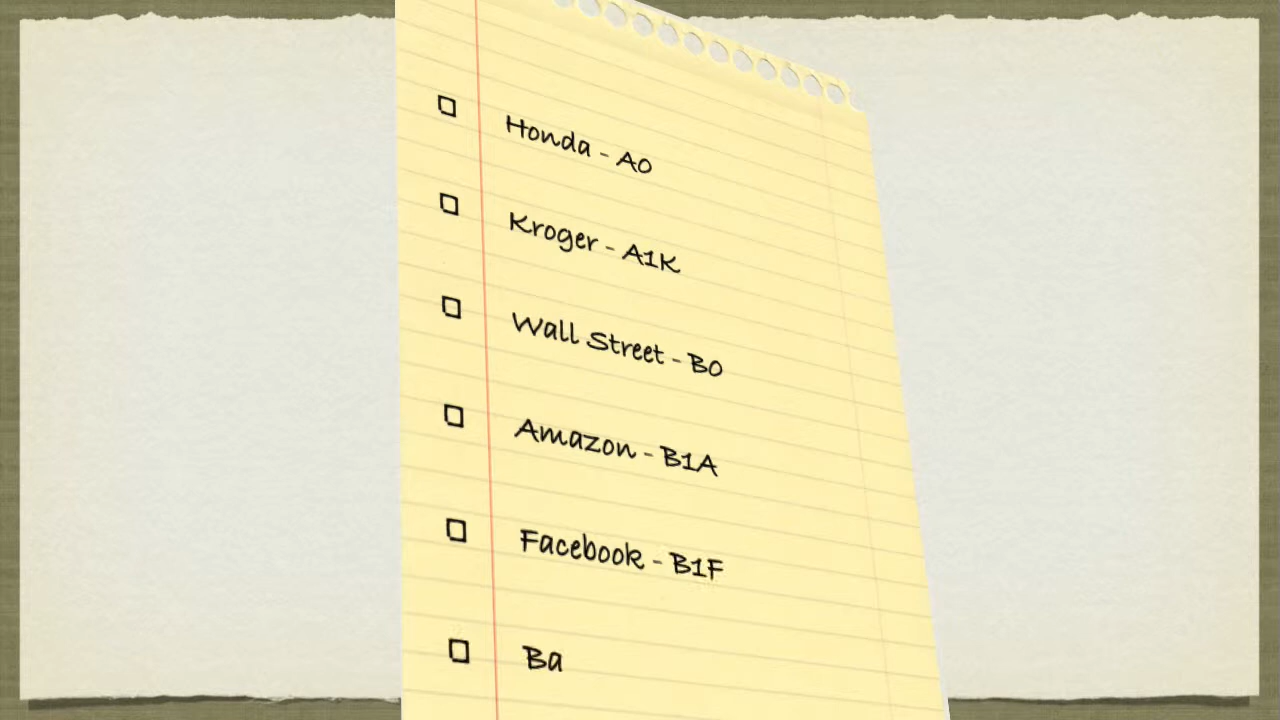 Honda - A0
Kroger - A1K
Wall Street - B0
Amazon - B1A
Facebook - B1F
Ba